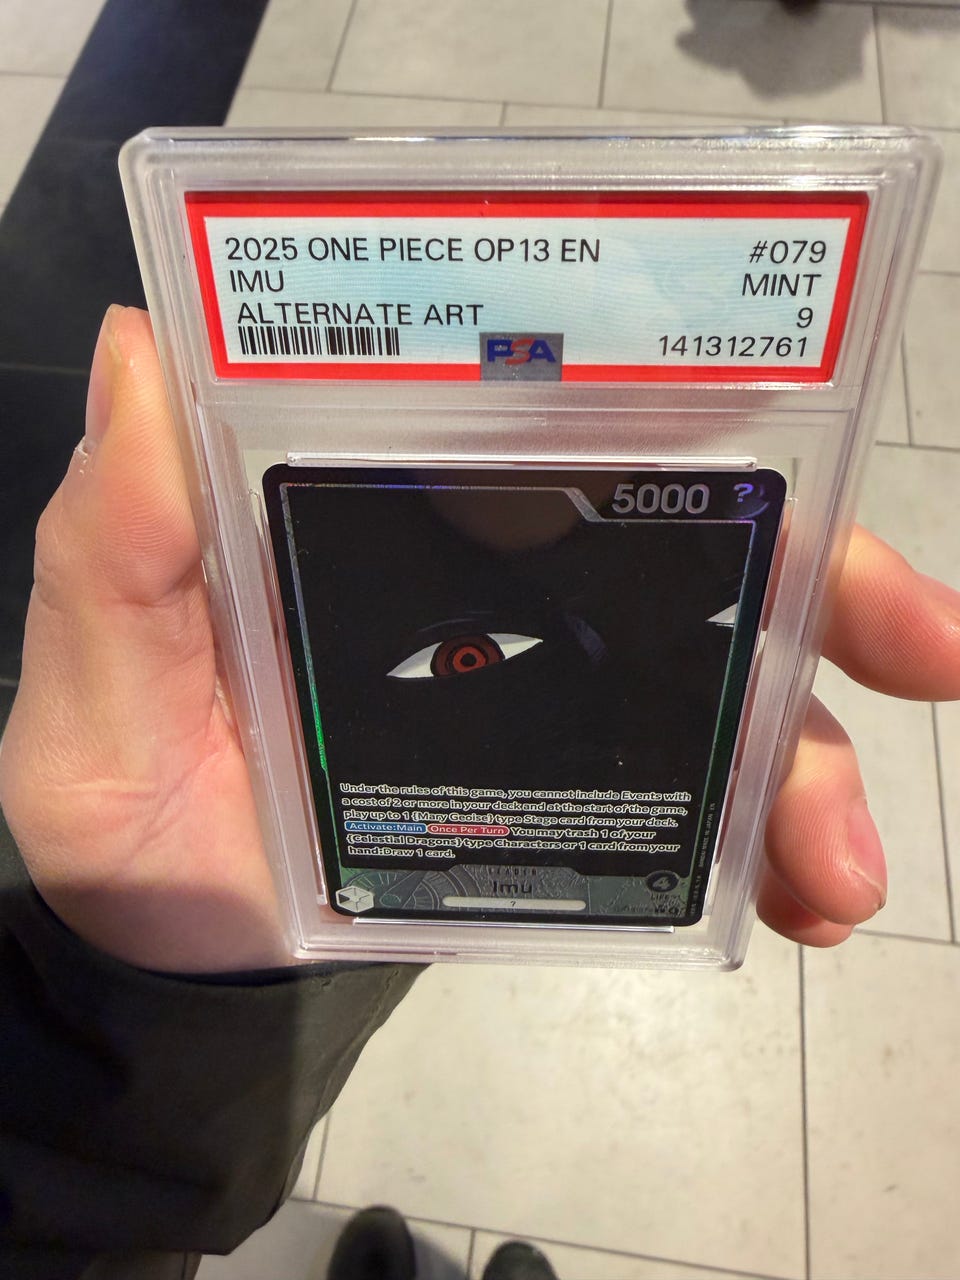 2025 ONE PIECE OP13 EN
#079
IMU
MINT
ALTERNATE ART
9
PSA
141312761
5000 ?
Under the rules of this game, you cannot include Events with
a cost of 2 or more in your deck and at the start of the game,
play up to 1 {Mary Geoise} type Stage card from your deck.
Activate:Main Once Per Turn You may trash 1 of your
{Celestial Dragons} type Characters or 1 card from your
hand:Draw 1 card.
LEADER
Imu
?
4
LIFE